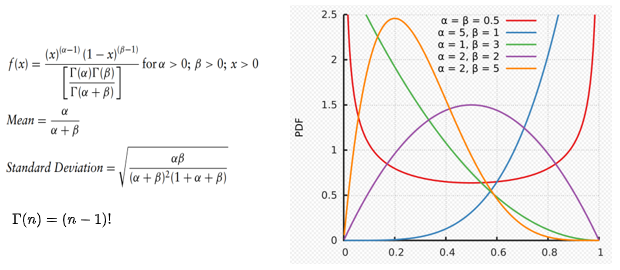 f(x) = (x)^(α−1) (1 − x)^(β−1) / [Γ(α)Γ(β) / Γ(α + β)] for α > 0; β > 0; x > 0
Mean = α / (α + β)
Standard Deviation = √(αβ / ((α + β)²(1 + α + β)))
Γ(n) = (n − 1)!
PDF
2.5
2
1.5
1
0.5
0
0
0.2
0.4
0.6
0.8
1
α = β = 0.5
α = 5, β = 1
α = 1, β = 3
α = 2, β = 2
α = 2, β = 5